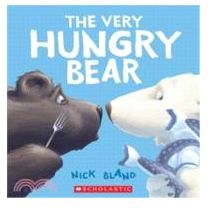 THE VERY
HUNGRY
BEAR
NICK BLAND
SCHOLASTIC